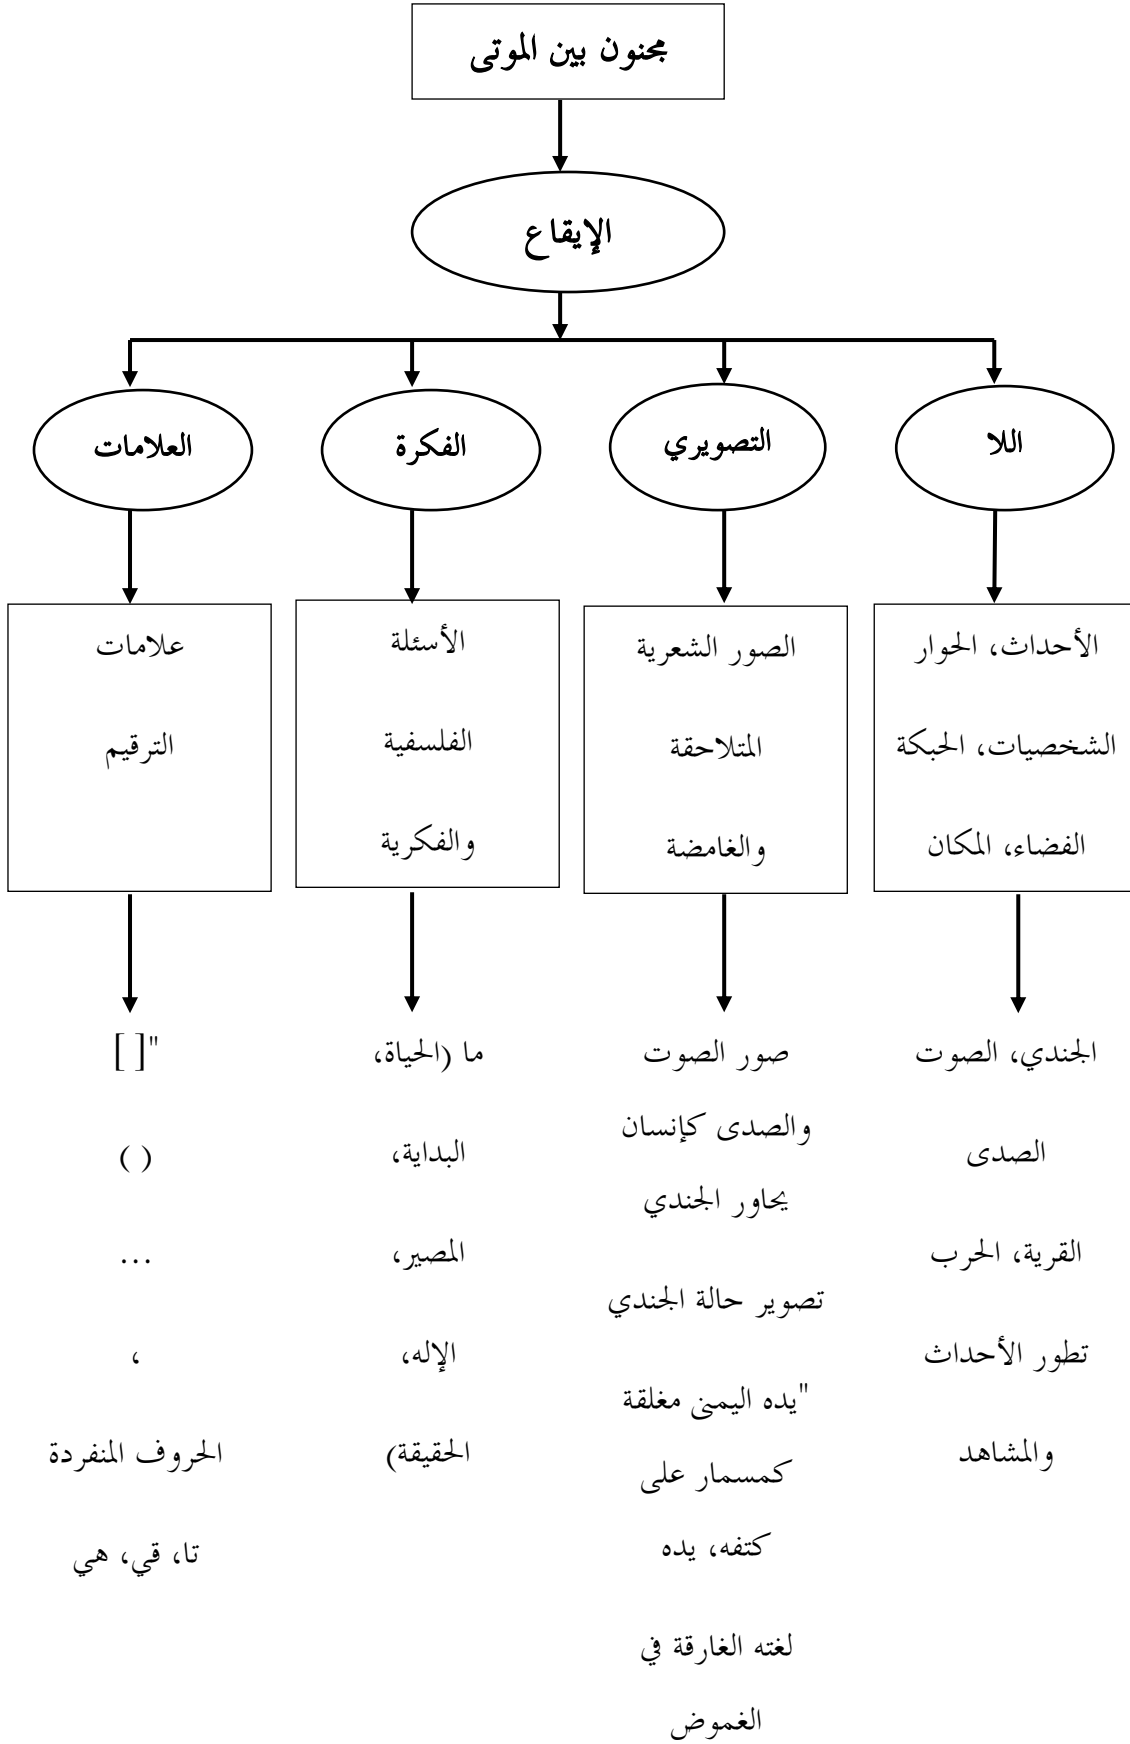 مجنون بين الموتى
الإيقاع
اللا
التصويري
الفكرة
العلامات
الأحداث، الحوار
الشخصيات، الحبكة
الفضاء، المكان
الصور الشعرية
المتلاحقة
والغامضة
الأسئلة
الفلسفية
والفكرية
علامات
الترقيم
الجندي، الصوت
الصدى
القرية، الحرب
تطور الأحداث
والمشاهد
صور الصوت
والصدى كإنسان
يحاور الجندي
تصوير حالة الجندي
"يده اليمنى مغلقة
كمسمار على
كتفه، يده
لغته الغارقة في
الغموض
ما (الحياة،
البداية،
المصير،
الإله،
الحقيقة)
"[ ]
( )
...
،
الحروف المنفردة
تا، قي، هي